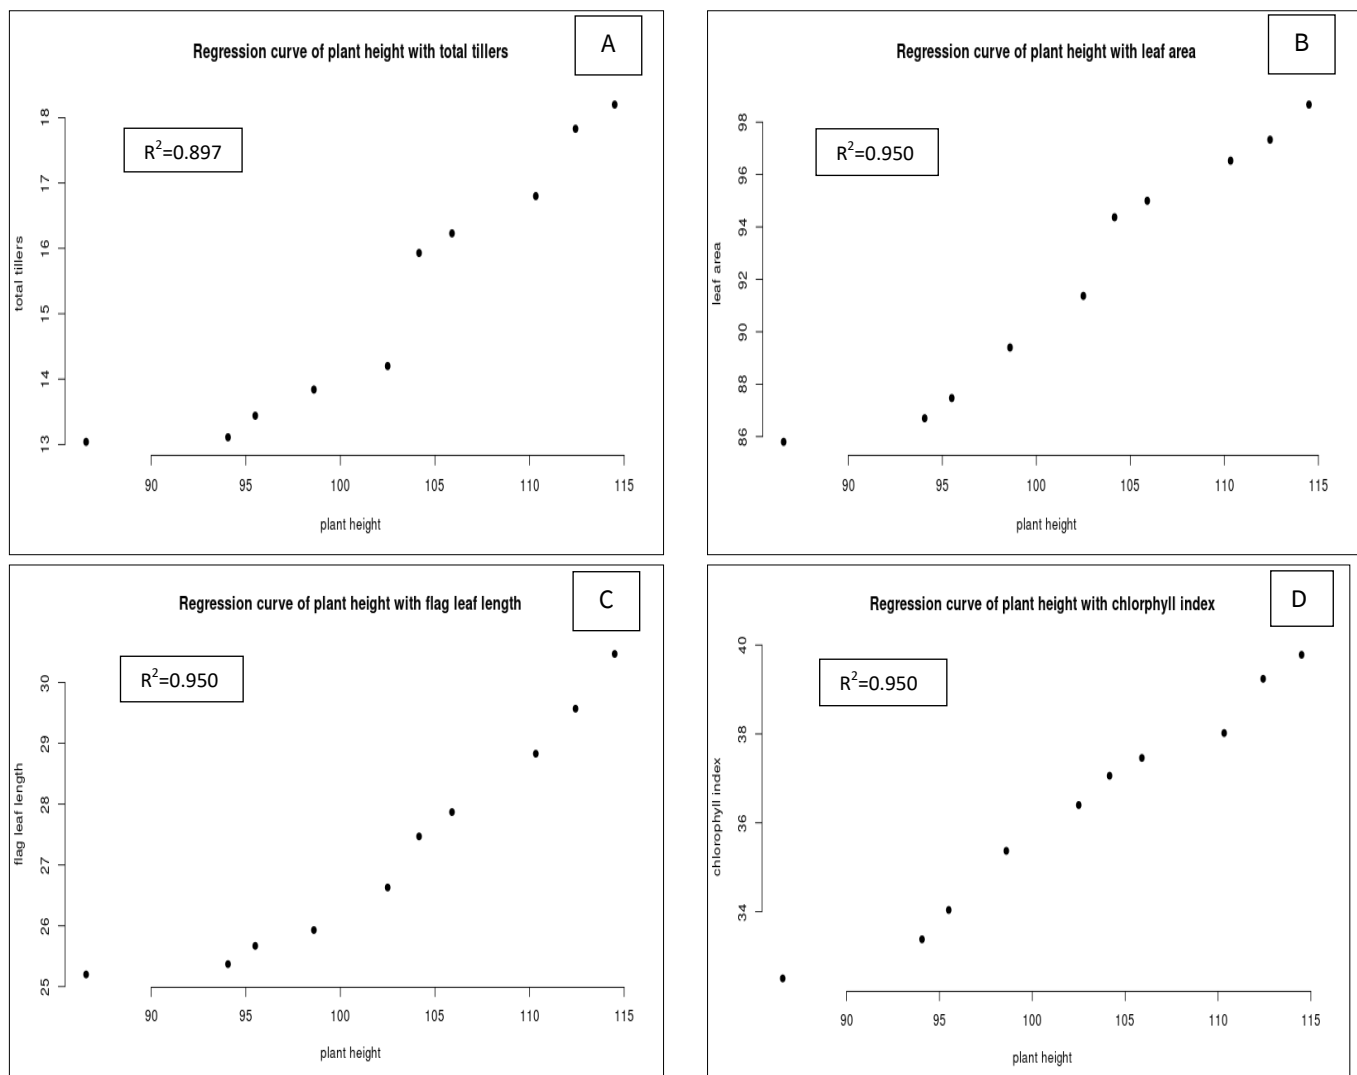 Regression curve of plant height with total tillers
A
R²=0.897
total tillers
18
17
16
15
14
13
90 95 100 105 110 115
plant height
Regression curve of plant height with leaf area
B
R²=0.950
leaf area
98
96
94
92
90
88
86
90 95 100 105 110 115
plant height
Regression curve of plant height with flag leaf length
C
R²=0.950
flag leaf length
30
29
28
27
26
25
90 95 100 105 110 115
plant height
Regression curve of plant height with chlorphyll index
D
R²=0.950
chlorophyll index
40
38
36
34
90 95 100 105 110 115
plant height